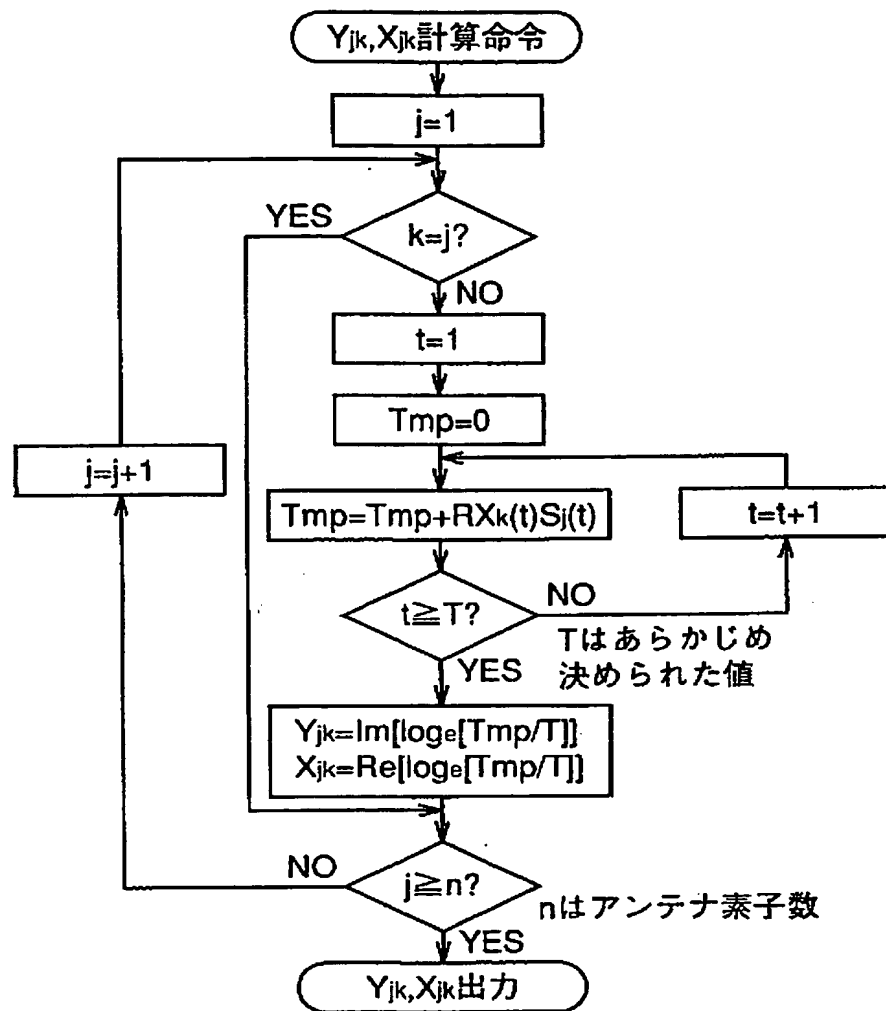 Yjk,Xjk計算命令
j=1
YES
k=j?
NO
t=1
Tmp=0
j=j+1
Tmp=Tmp+RXk(t)Sj(t)
t=t+1
t≧T?
NO
Tはあらかじめ
決められた値
YES
Yjk=Im[loge[Tmp/T]]
Xjk=Re[loge[Tmp/T]]
NO
j≧n?
nはアンテナ素子数
YES
Yjk,Xjk出力